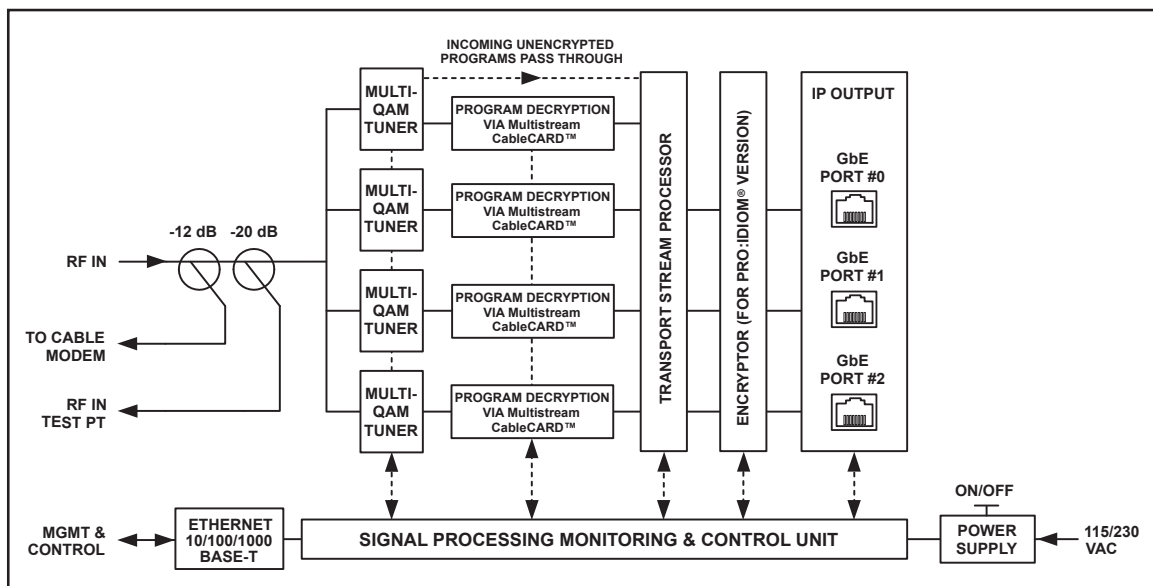 INCOMING UNENCRYPTED
PROGRAMS PASS THROUGH
MULTI-
QAM
TUNER
PROGRAM DECRYPTION
VIA Multistream
CableCARD™
MULTI-
QAM
TUNER
PROGRAM DECRYPTION
VIA Multistream
CableCARD™
MULTI-
QAM
TUNER
PROGRAM DECRYPTION
VIA Multistream
CableCARD™
MULTI-
QAM
TUNER
PROGRAM DECRYPTION
VIA Multistream
CableCARD™
-12 dB
-20 dB
RF IN
TO CABLE
MODEM
RF IN
TEST PT
TRANSPORT STREAM PROCESSOR
ENCRYPTOR (FOR PRO:IDIOM® VERSION)
IP OUTPUT
GbE
PORT #0
GbE
PORT #1
GbE
PORT #2
MGMT &
CONTROL
ETHERNET
10/100/1000
BASE-T
SIGNAL PROCESSING MONITORING & CONTROL UNIT
ON/OFF
POWER
SUPPLY
115/230
VAC